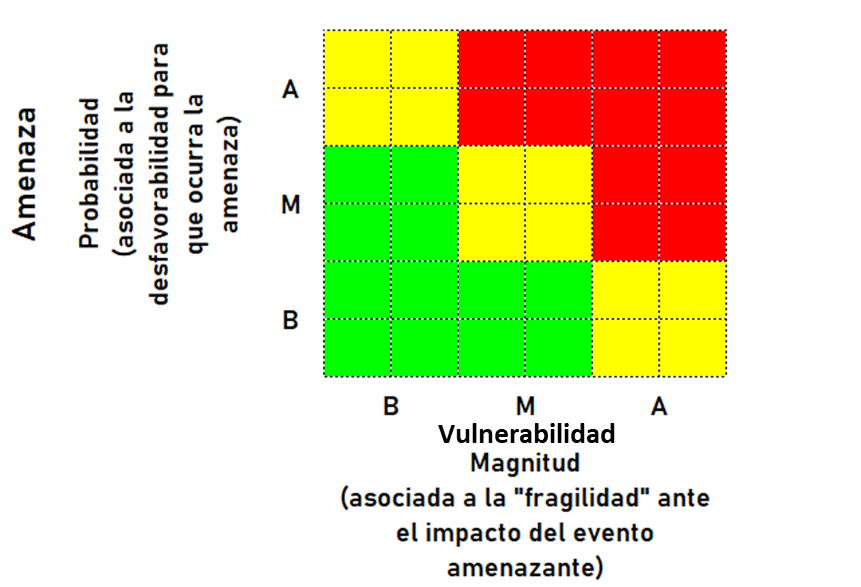 Amenaza
Probabilidad
(asociada a la
desfavorabilidad para
que ocurra la
amenaza)
A
M
B
B M A
Vulnerabilidad
Magnitud
(asociada a la "fragilidad" ante
el impacto del evento
amenazante)